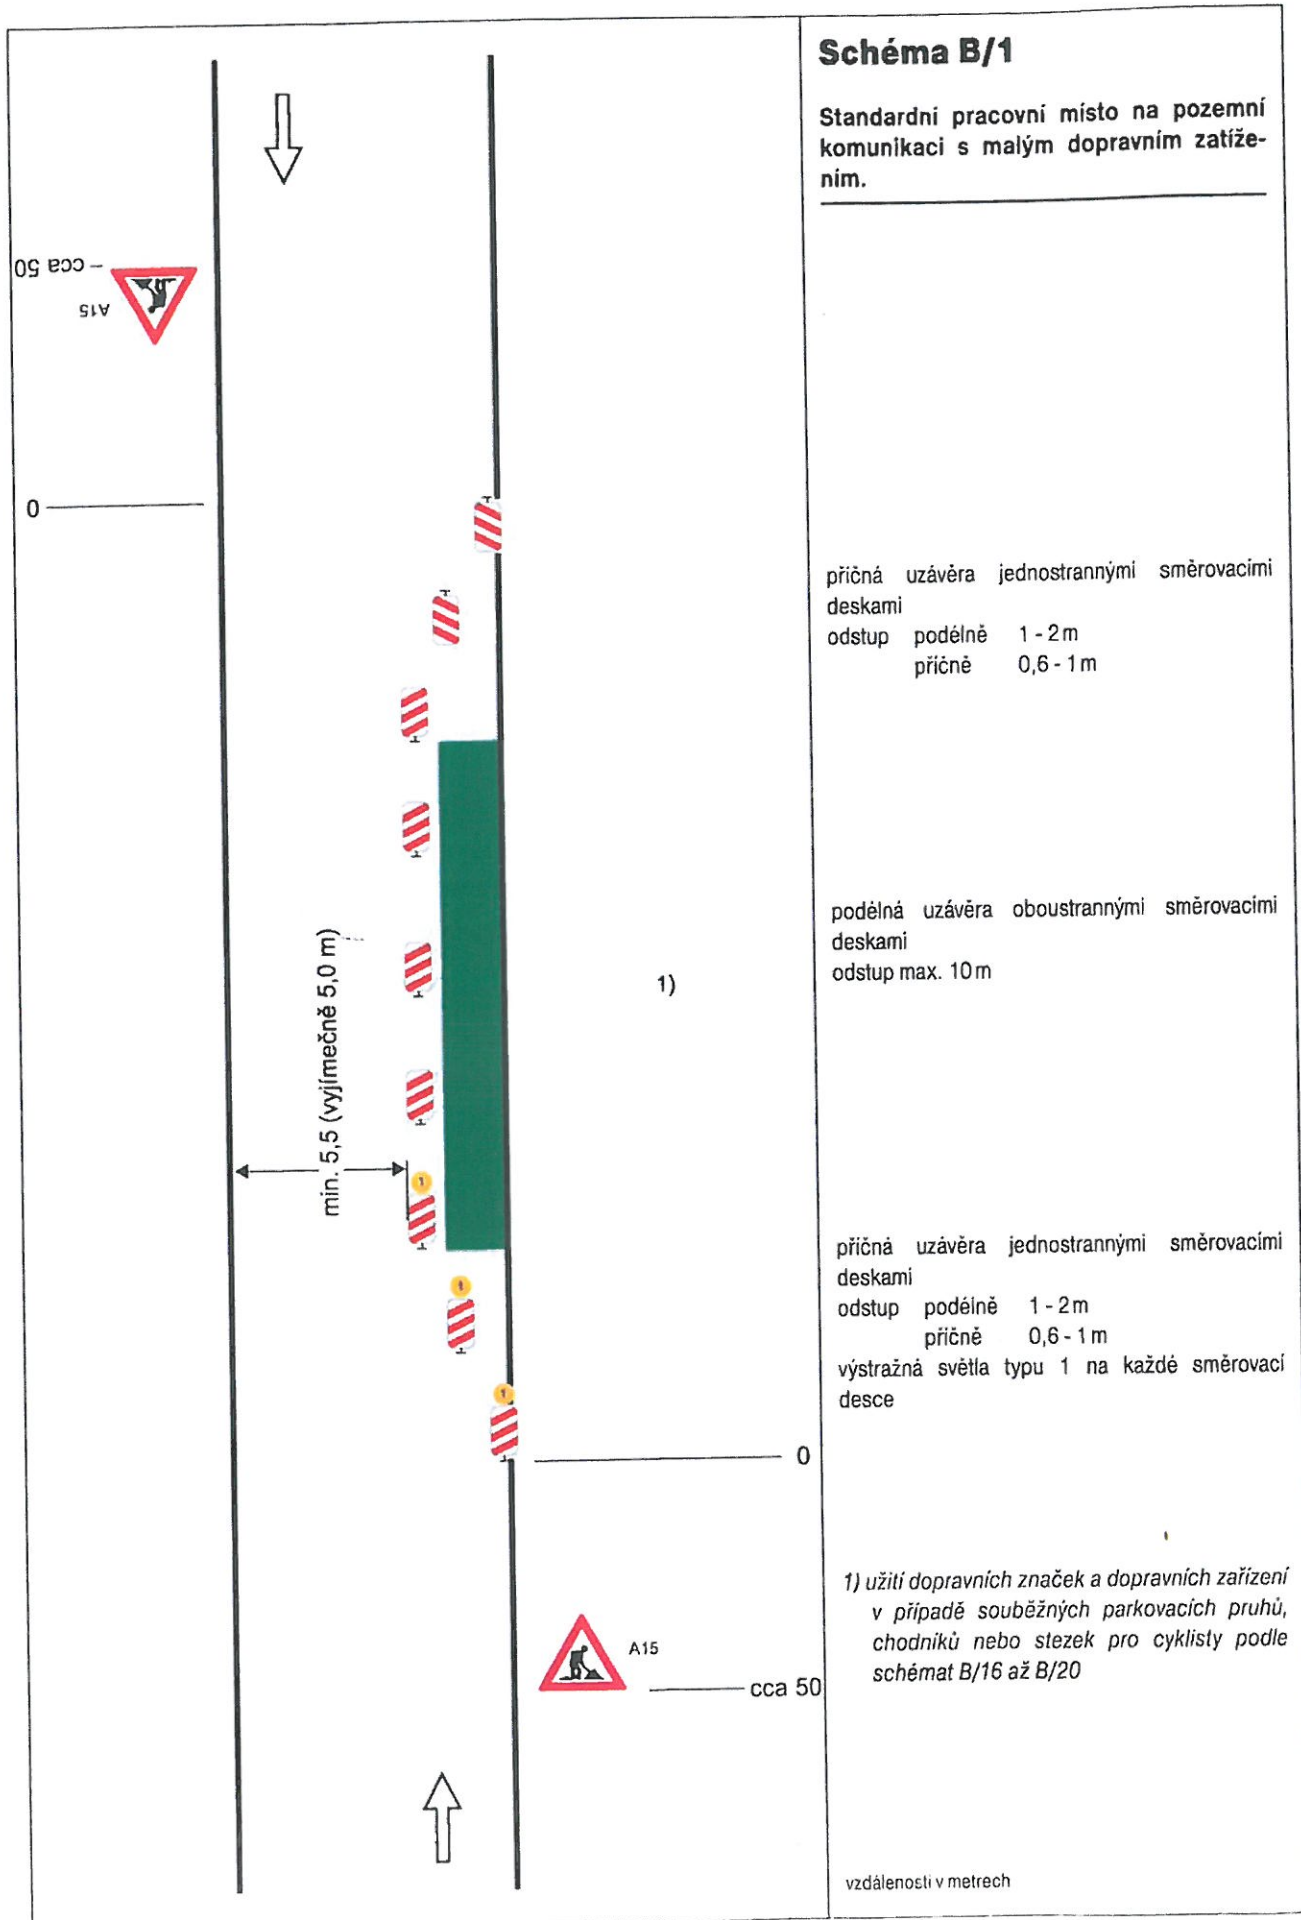 Schéma B/1
Standardní pracovní místo na pozemní
komunikaci s malým dopravním zatíže-
ním.
cca 50
A15
0
příčná uzávěra jednostrannými směrovacími
deskami
odstup podélně 1 - 2 m
příčně 0,6 - 1 m
podélná uzávěra oboustrannými směrovacími
deskami
odstup max. 10 m
1)
min. 5,5 (vyjímečně 5,0 m)
1
1
1
příčná uzávěra jednostrannými směrovacími
deskami
odstup podélně 1 - 2 m
příčně 0,6 - 1 m
výstražná světla typu 1 na každé směrovací
desce
0
A15
cca 50
1) užití dopravních značek a dopravních zařízení
v případě souběžných parkovacích pruhů,
chodníků nebo stezek pro cyklisty podle
schémat B/16 až B/20
vzdálenosti v metrech